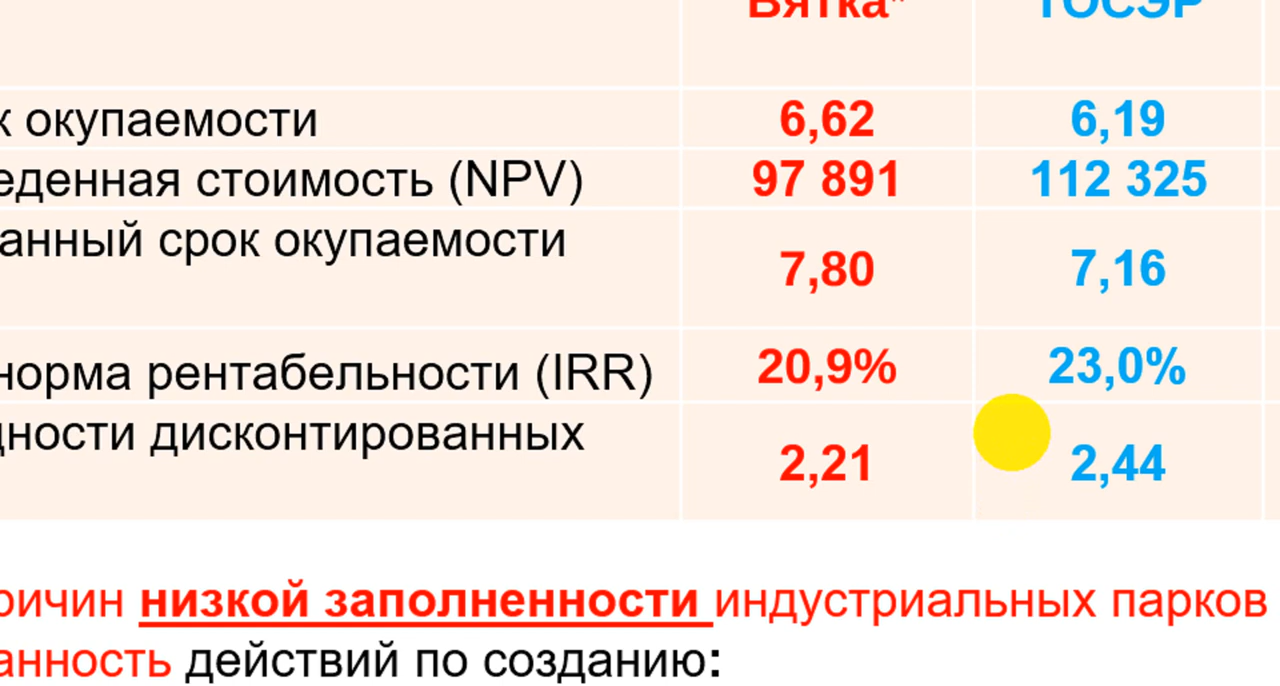 Вятка* ТОСЭР
к окупаемости 6,62 6,19
еденная стоимость (NPV) 97 891 112 325
анный срок окупаемости
7,80 7,16
норма рентабельности (IRR) 20,9% 23,0%
дности дисконтированных
2,21 2,44
ричин низкой заполненности индустриальных парков
анность действий по созданию: